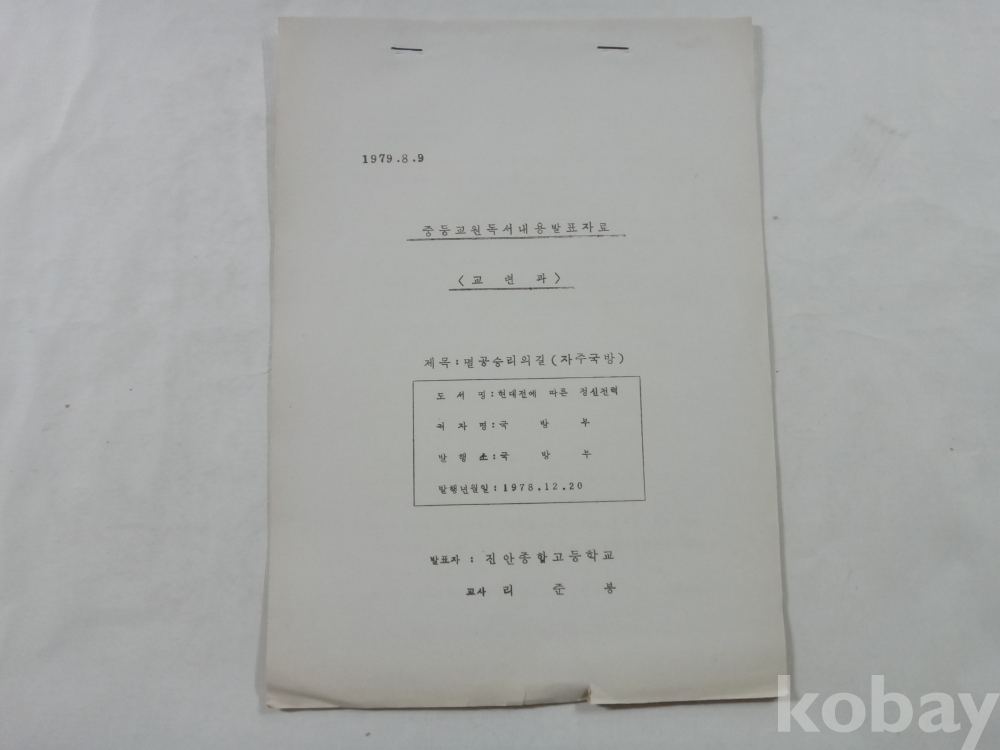 1979.8.9
중등교원독서내용발표자료
<교 련 과>
제목:멸공승리의길(자주국방)
도 서 명:현대전에 따른 정신전력
저 자 명:국 방 부
발 행 소:국 방 부
발행년월일:1978.12.20
발표자 : 진안종합고등학교
교사 리 준 봉
kobay